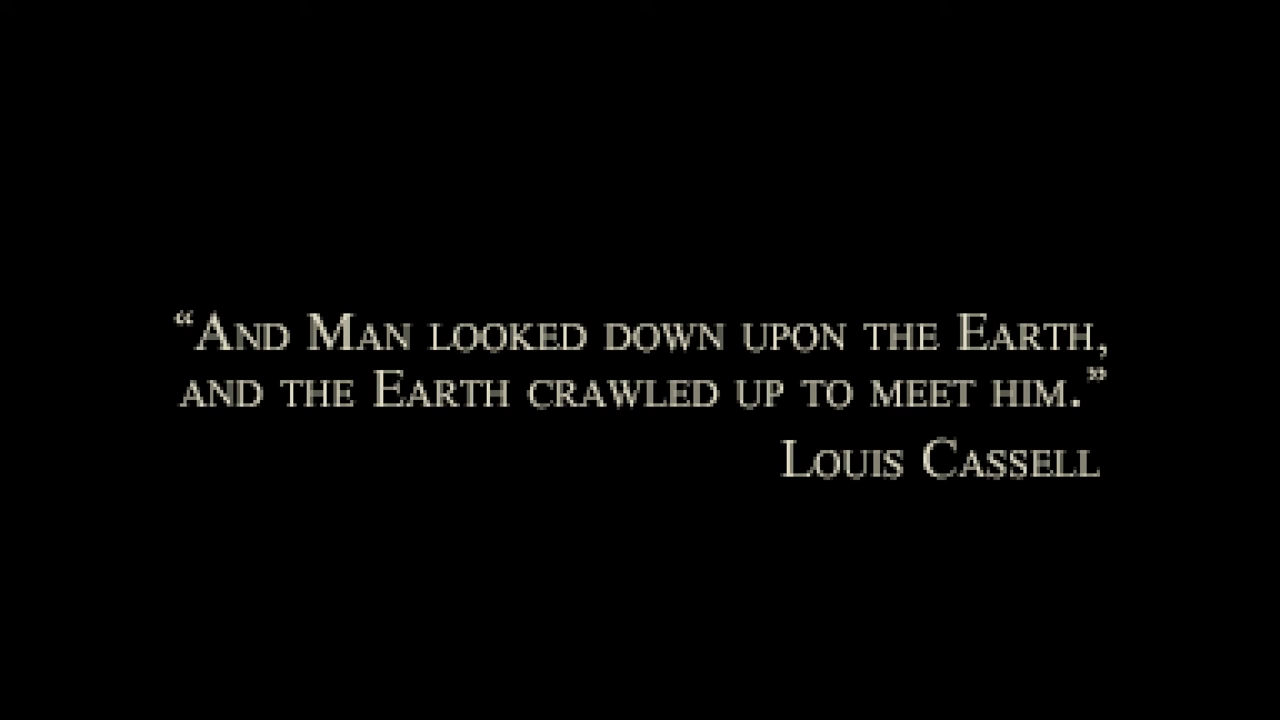 “And Man looked down upon the Earth,
and the Earth crawled up to meet him.”
Louis Cassell